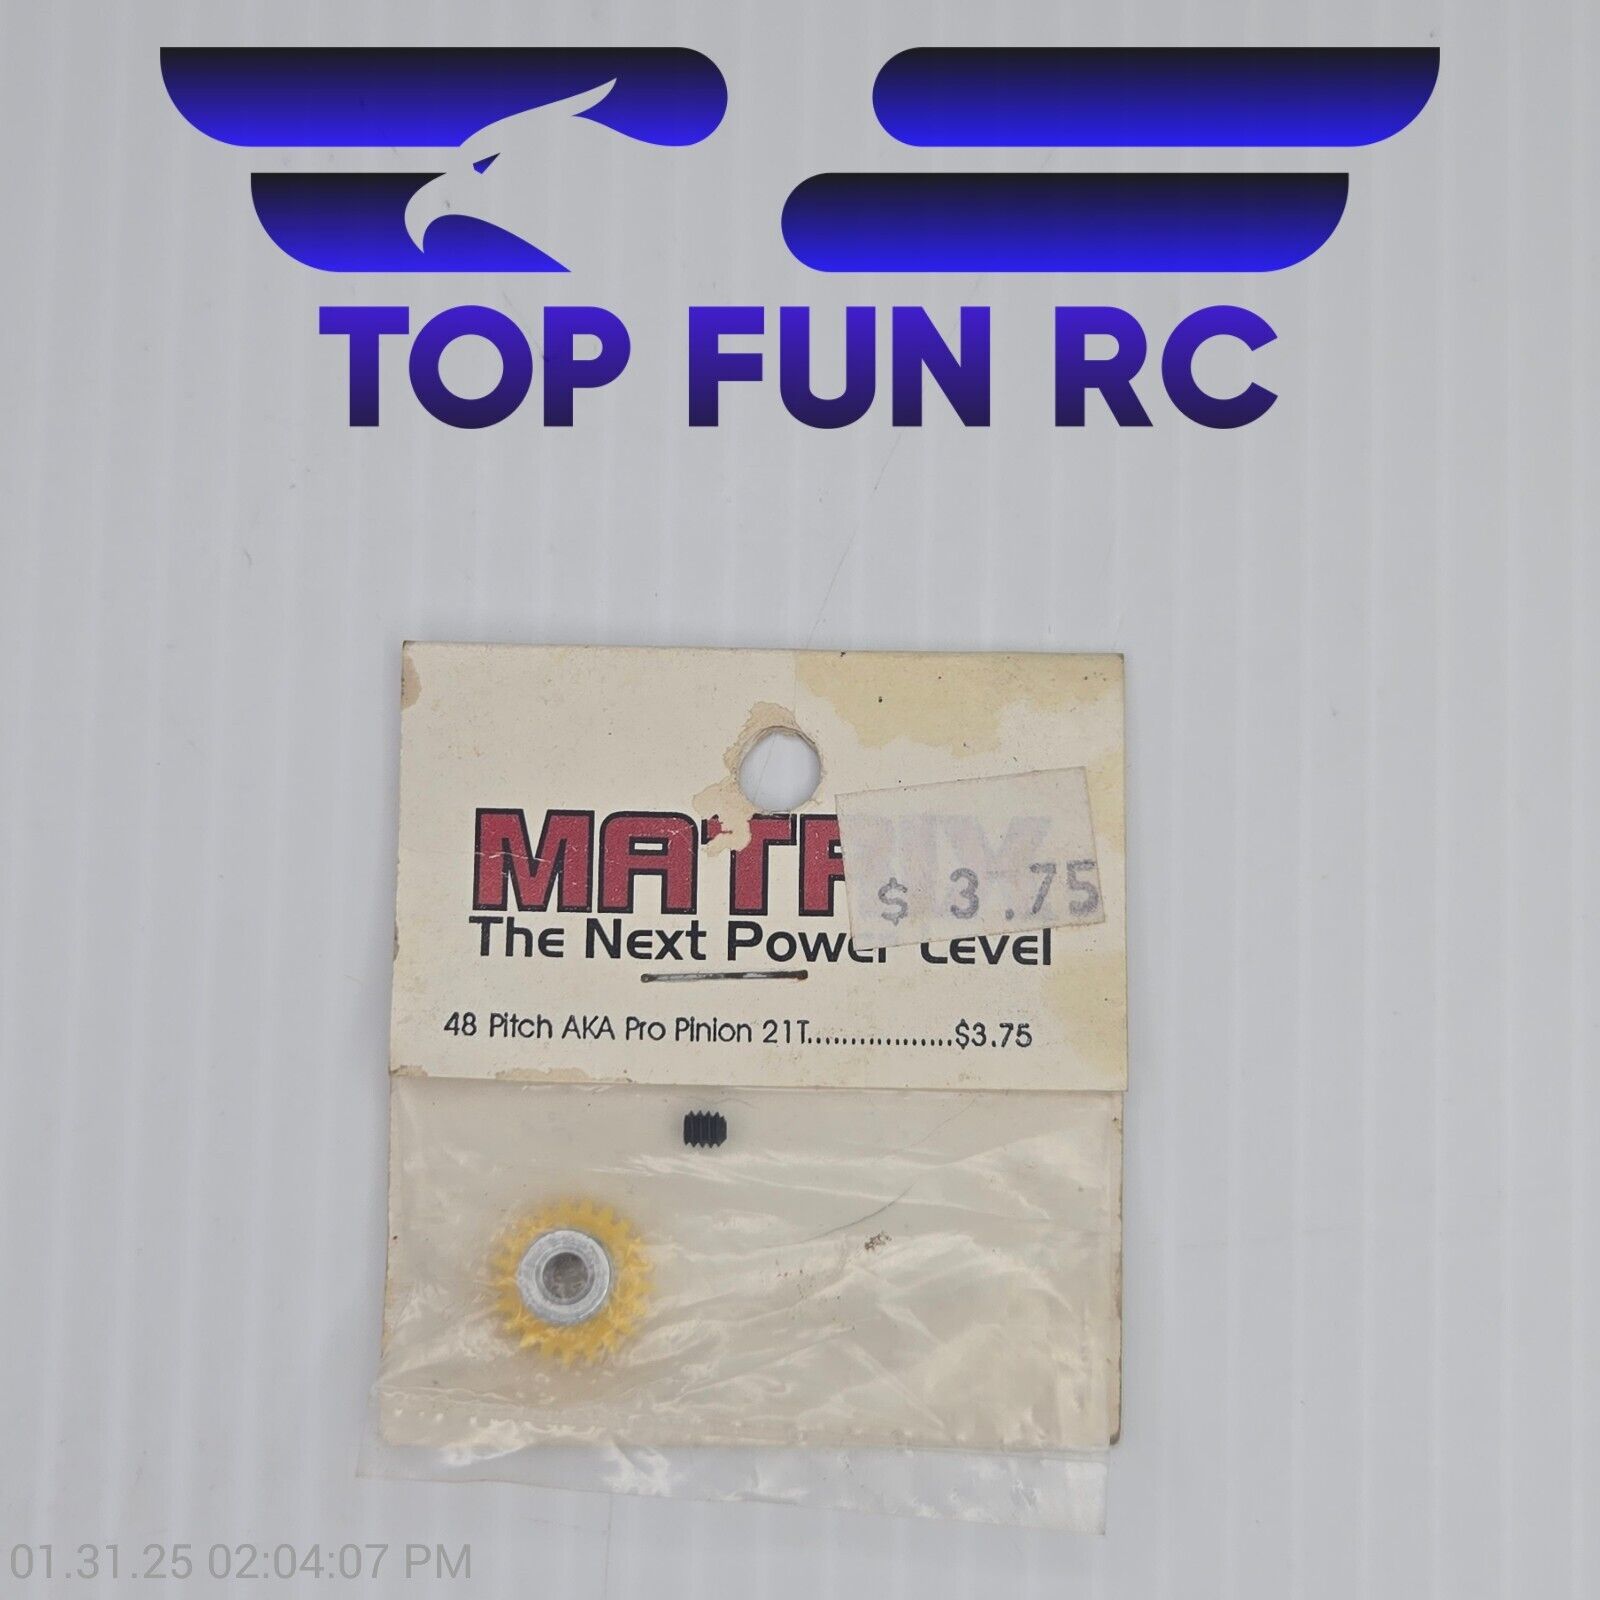 TOP FUN RC
MATRIX
$ 3.75
The Next Power Level
48 Pitch AKA Pro Pinion 21T.................$3.75
01.31.25 02:04:07 PM